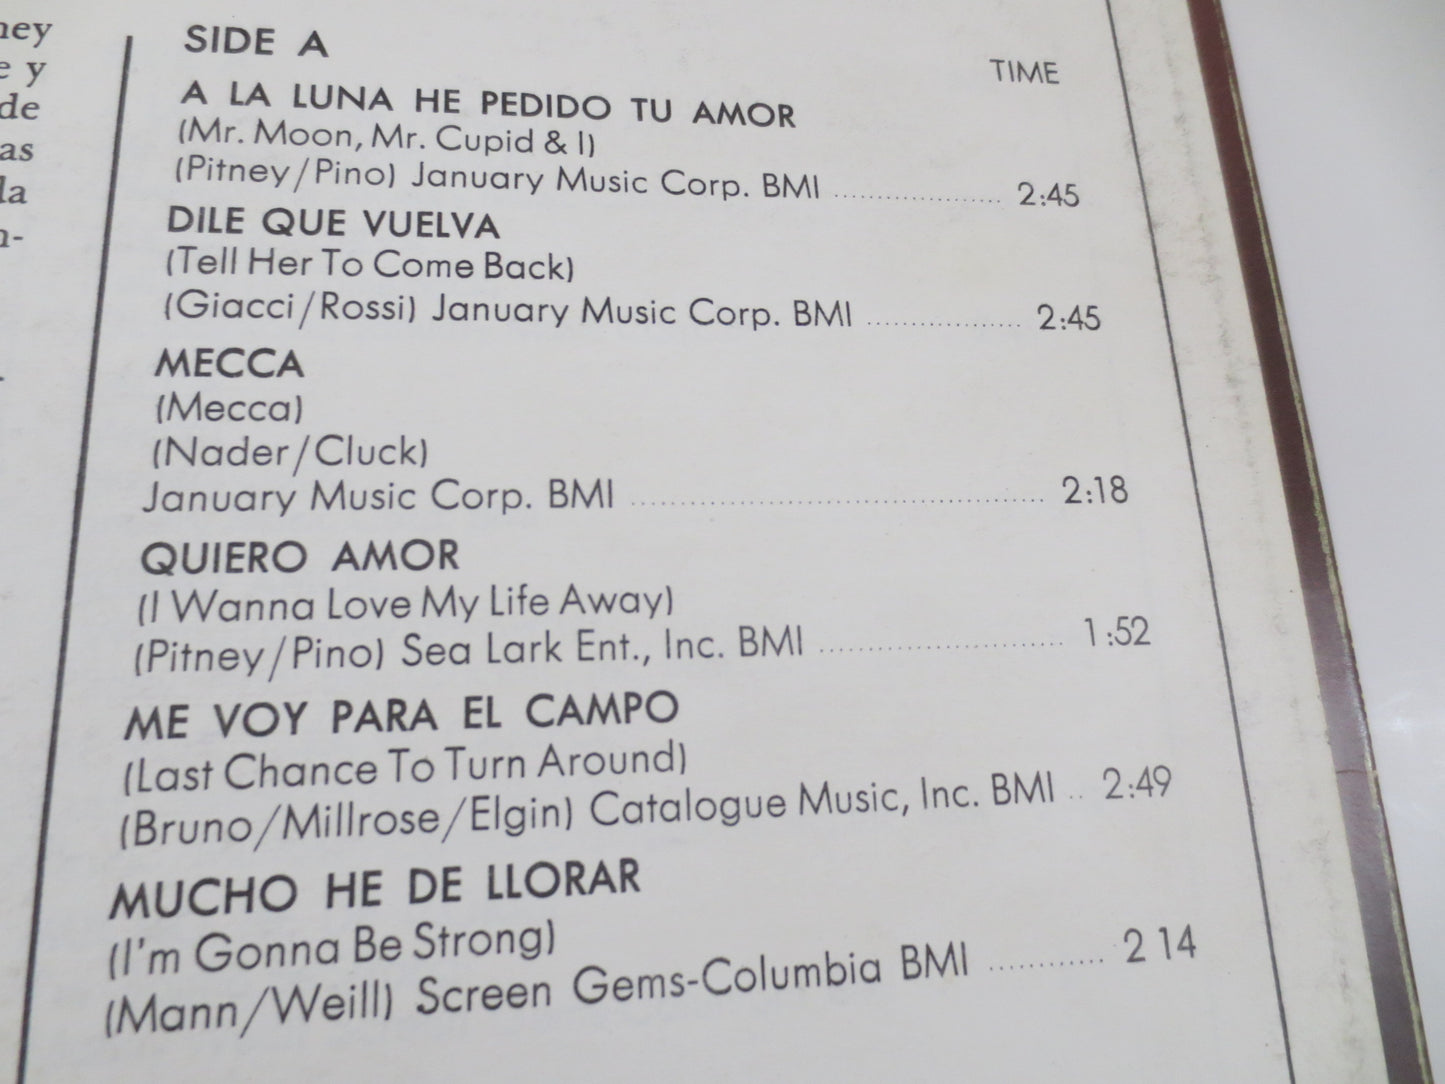 ney
e y
de
as
la
n-
SIDE A
TIME
A LA LUNA HE PEDIDO TU AMOR
(Mr. Moon, Mr. Cupid & I)
(Pitney/Pino) January Music Corp. BMI .................... 2:45
DILE QUE VUELVA
(Tell Her To Come Back)
(Giacci/Rossi) January Music Corp. BMI .................. 2:45
MECCA
(Mecca)
(Nader/Cluck)
January Music Corp. BMI .................................................. 2:18
QUIERO AMOR
(I Wanna Love My Life Away)
(Pitney/Pino) Sea Lark Ent., Inc. BMI ............................ 1:52
ME VOY PARA EL CAMPO
(Last Chance To Turn Around)
(Bruno/Millrose/Elgin) Catalogue Music, Inc. BMI .. 2:49
MUCHO HE DE LLORAR
(I'm Gonna Be Strong)
(Mann/Weill) Screen Gems-Columbia BMI ............ 2 14